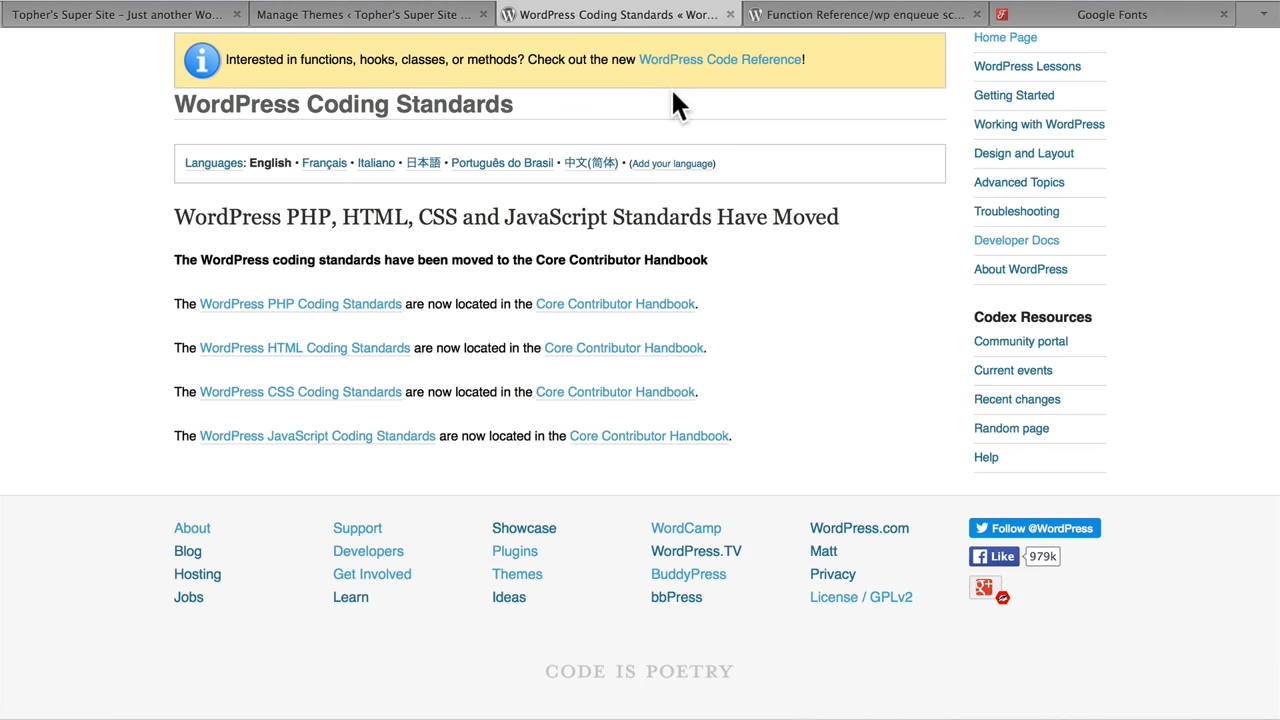 Topher's Super Site – Just another Wo...
Manage Themes ‹ Topher's Super Site ...
WordPress Coding Standards « Wor...
Function Reference/wp enqueue sc...
Google Fonts
Interested in functions, hooks, classes, or methods? Check out the new WordPress Code Reference!
WordPress Coding Standards
Languages: English • Français • Italiano • 日本語 • Português do Brasil • 中文(简体) • (Add your language)
WordPress PHP, HTML, CSS and JavaScript Standards Have Moved
The WordPress coding standards have been moved to the Core Contributor Handbook
The WordPress PHP Coding Standards are now located in the Core Contributor Handbook.
The WordPress HTML Coding Standards are now located in the Core Contributor Handbook.
The WordPress CSS Coding Standards are now located in the Core Contributor Handbook.
The WordPress JavaScript Coding Standards are now located in the Core Contributor Handbook.
Home Page
WordPress Lessons
Getting Started
Working with WordPress
Design and Layout
Advanced Topics
Troubleshooting
Developer Docs
About WordPress
Codex Resources
Community portal
Current events
Recent changes
Random page
Help
About
Blog
Hosting
Jobs
Support
Developers
Get Involved
Learn
Showcase
Plugins
Themes
Ideas
WordCamp
WordPress.TV
BuddyPress
bbPress
WordPress.com
Matt
Privacy
License / GPLv2
Follow @WordPress
Like 979k
CODE IS POETRY